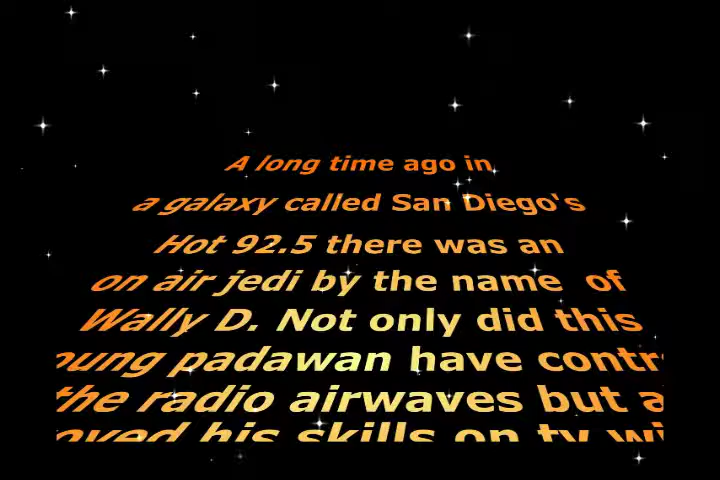 A long time ago in
a galaxy called San Diego's
Hot 92.5 there was an
on air jedi by the name of
Wally D. Not only did this
padawan have
the radio airwaves but
his skills on tv